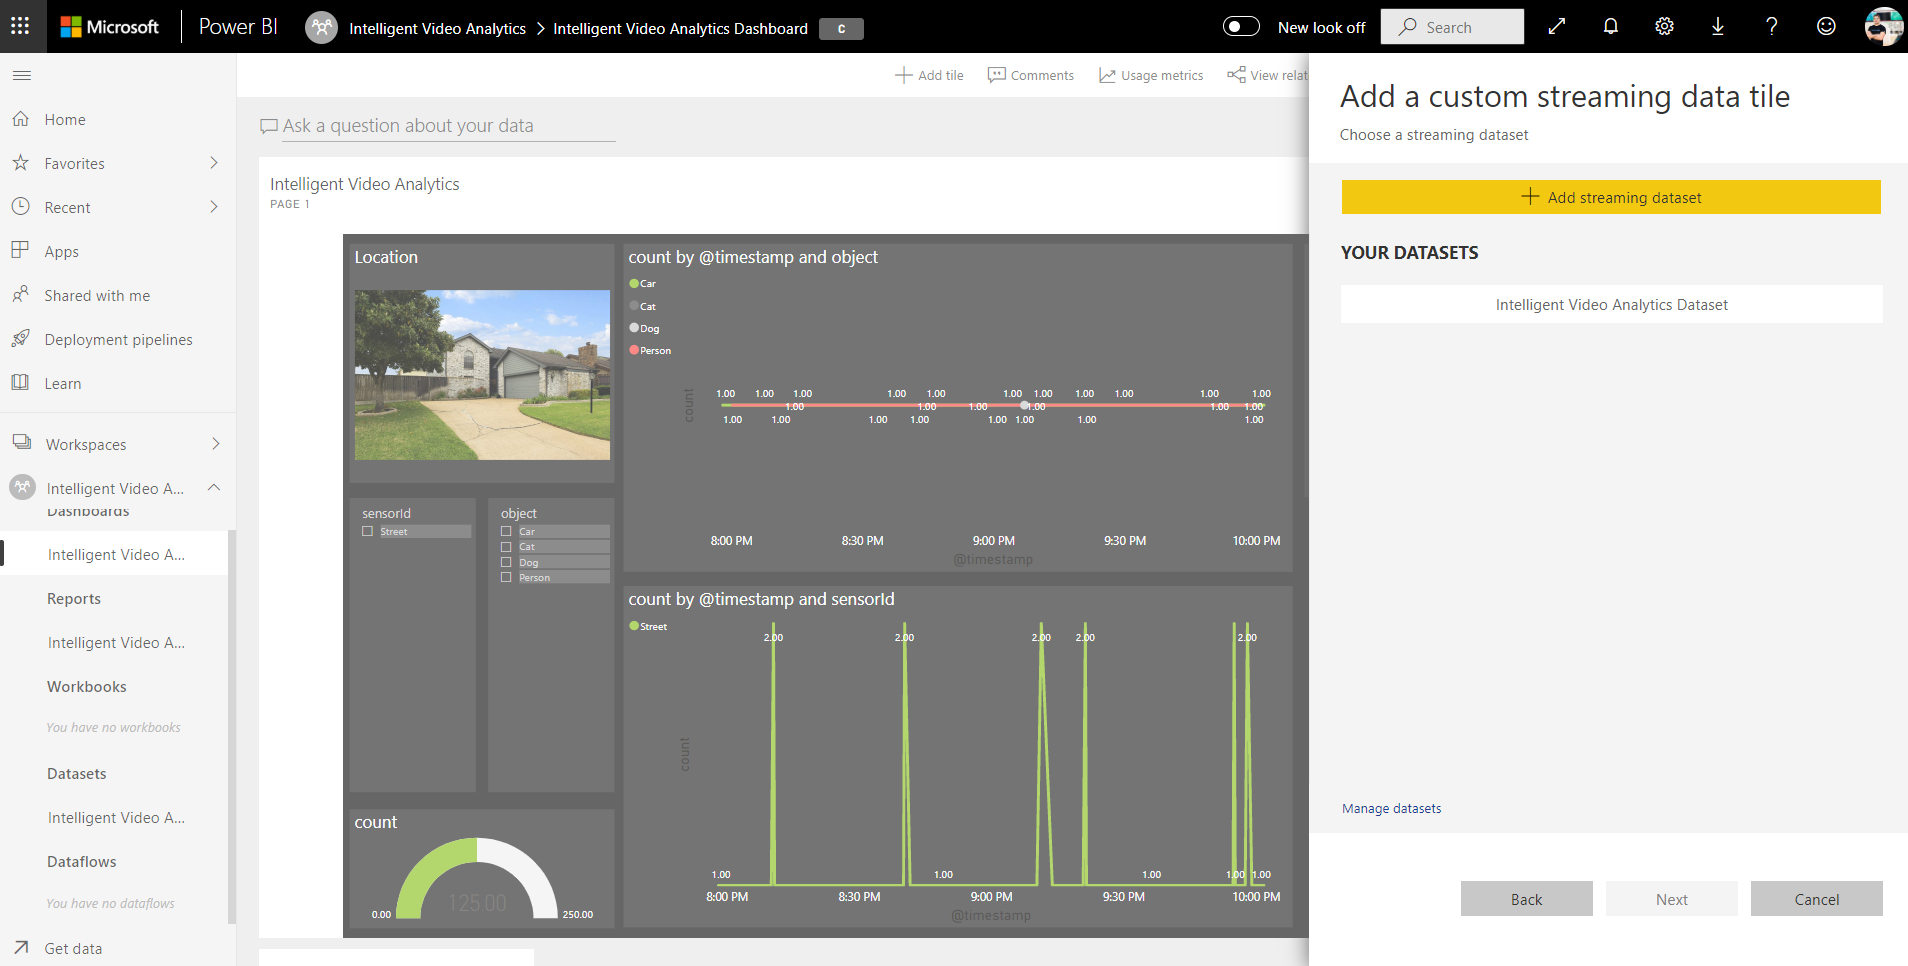 Microsoft
Power BI
Intelligent Video Analytics
Intelligent Video Analytics Dashboard
C
New look off
Search
Home
Favorites
Recent
Apps
Shared with me
Deployment pipelines
Learn
Workspaces
Intelligent Video A...
Dashboards
Intelligent Video A...
Reports
Intelligent Video A...
Workbooks
You have no workbooks
Datasets
Intelligent Video A...
Dataflows
You have no dataflows
Get data
Add tile
Comments
Usage metrics
View relat
Ask a question about your data
Intelligent Video Analytics
PAGE 1
Location
sensorId
Street
object
Car
Cat
Dog
Person
count
0.00
125.00
250.00
count by @timestamp and object
Car
Cat
Dog
Person
count
1.00 1.00 1.00 1.00 1.00 1.00 1.00 1.00 1.00 1.00 1.00
1.00 1.00 1.00 1.00 1.00 1.00
1.00 1.00 1.00 1.00 1.00 1.00 1.00 1.00
8:00 PM 8:30 PM 9:00 PM 9:30 PM 10:00 PM
@timestamp
count by @timestamp and sensorId
Street
2.00 2.00 2.00 2.00 2.00
count
1.00 1.00 1.00 1.00 1.00
8:00 PM 8:30 PM 9:00 PM 9:30 PM 10:00 PM
@timestamp
Add a custom streaming data tile
Choose a streaming dataset
Add streaming dataset
YOUR DATASETS
Intelligent Video Analytics Dataset
Manage datasets
Back
Next
Cancel